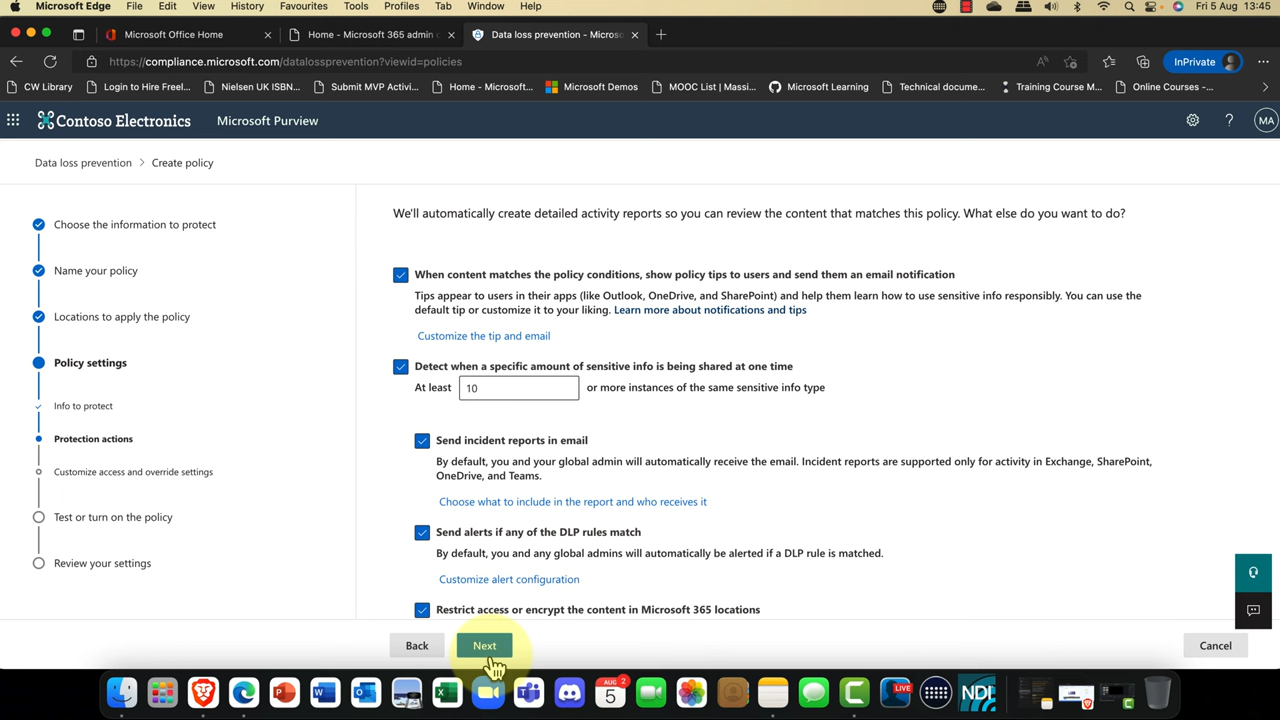 Microsoft Edge File Edit View History Favourites Tools Profiles Tab Window Help Fri 5 Aug 13:45
Microsoft Office Home Home - Microsoft 365 admin c Data loss prevention - Microso
https://compliance.microsoft.com/datalossprevention?viewid=policies InPrivate
CW Library Login to Hire Freel... Nielsen UK ISBN... Submit MVP Activi... Home - Microsoft... Microsoft Demos MOOC List | Massi... Microsoft Learning Technical docume... Training Course M... Online Courses -...
Contoso Electronics Microsoft Purview ? MA
Data loss prevention > Create policy
Choose the information to protect
Name your policy
Locations to apply the policy
Policy settings
Info to protect
Protection actions
Customize access and override settings
Test or turn on the policy
Review your settings
We'll automatically create detailed activity reports so you can review the content that matches this policy. What else do you want to do?
When content matches the policy conditions, show policy tips to users and send them an email notification
Tips appear to users in their apps (like Outlook, OneDrive, and SharePoint) and help them learn how to use sensitive info responsibly. You can use the
default tip or customize it to your liking. Learn more about notifications and tips
Customize the tip and email
Detect when a specific amount of sensitive info is being shared at one time
At least 10 or more instances of the same sensitive info type
Send incident reports in email
By default, you and your global admin will automatically receive the email. Incident reports are supported only for activity in Exchange, SharePoint,
OneDrive, and Teams.
Choose what to include in the report and who receives it
Send alerts if any of the DLP rules match
By default, you and any global admins will automatically be alerted if a DLP rule is matched.
Customize alert configuration
Restrict access or encrypt the content in Microsoft 365 locations
Back Next Cancel
AUG 5 2 LIVE NDI